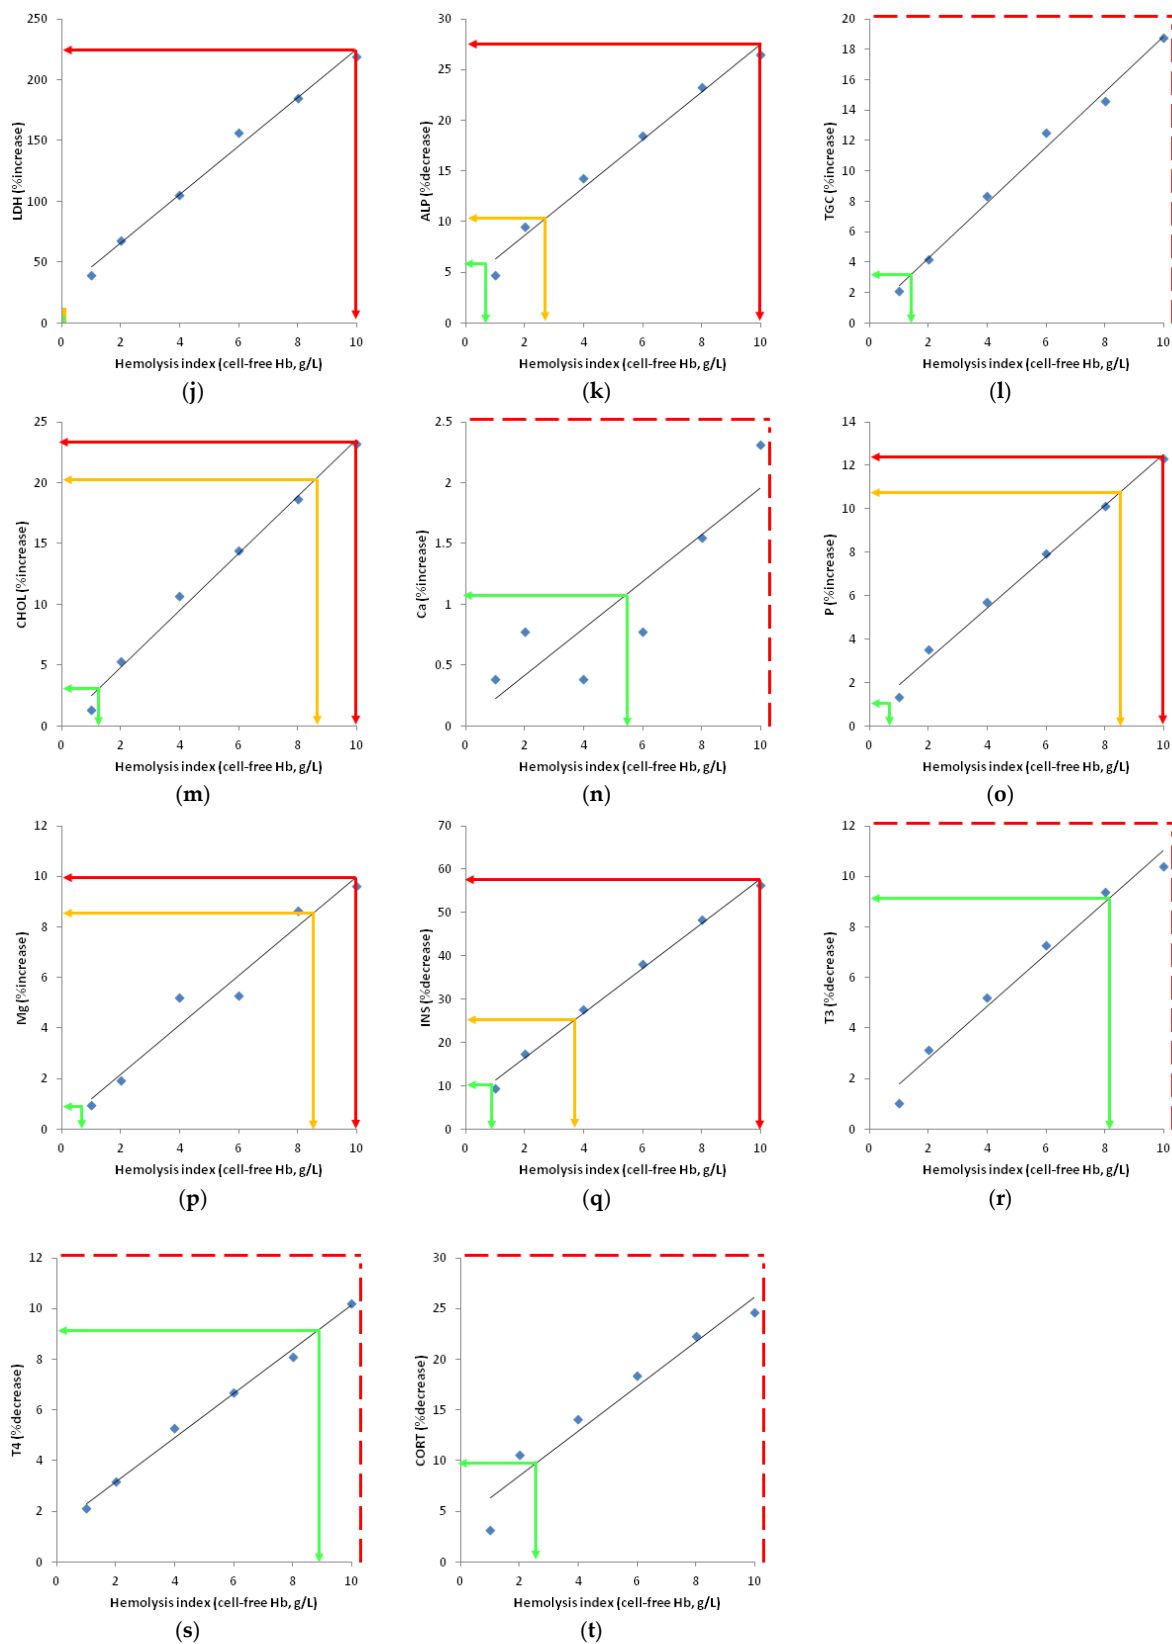 250
200
150
100
50
0
LDH (%increase)
0 2 4 6 8 10
Hemolysis index (cell-free Hb, g/L)
(j)
30
25
20
15
10
5
0
ALP (%decrease)
0 2 4 6 8 10
Hemolysis index (cell-free Hb, g/L)
(k)
20
18
16
14
12
10
8
6
4
2
0
TGC (%increase)
0 2 4 6 8 10
Hemolysis index (cell-free Hb, g/L)
(l)
25
20
15
10
5
0
CHOL (%increase)
0 2 4 6 8 10
Hemolysis index (cell-free Hb, g/L)
(m)
2.5
2
1.5
1
0.5
0
Ca (%increase)
0 2 4 6 8 10
Hemolysis index (cell-free Hb, g/L)
(n)
14
12
10
8
6
4
2
0
P (%increase)
0 2 4 6 8 10
Hemolysis index (cell-free Hb, g/L)
(o)
12
10
8
6
4
2
0
Mg (%increase)
0 2 4 6 8 10
Hemolysis index (cell-free Hb, g/L)
(p)
70
60
50
40
30
20
10
0
INS (%decrease)
0 2 4 6 8 10
Hemolysis index (cell-free Hb, g/L)
(q)
12
10
8
6
4
2
0
T3 (%decrease)
0 2 4 6 8 10
Hemolysis index (cell-free Hb, g/L)
(r)
12
10
8
6
4
2
0
T4 (%decrease)
0 2 4 6 8 10
Hemolysis index (cell-free Hb, g/L)
(s)
30
25
20
15
10
5
0
CORT (%decrease)
0 2 4 6 8 10
Hemolysis index (cell-free Hb, g/L)
(t)